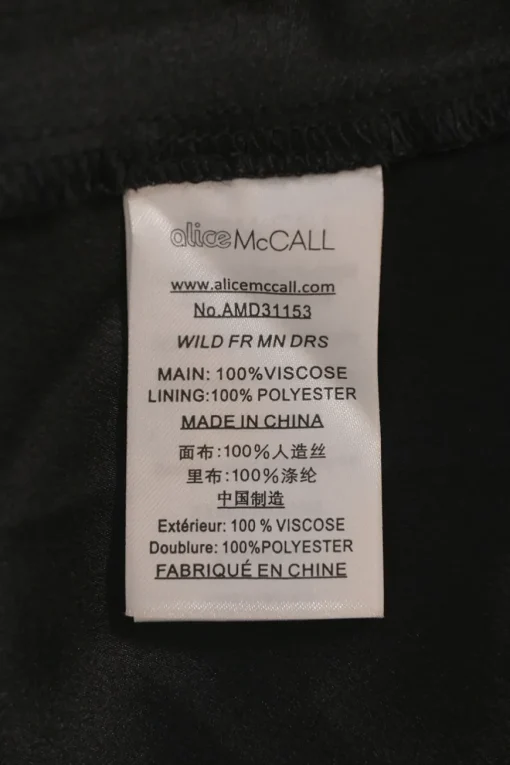 alice McCALL
www.alicemccall.com
No.AMD31153
WILD FR MN DRS
MAIN: 100%VISCOSE
LINING:100% POLYESTER
MADE IN CHINA
面布:100%人造丝
里布:100%涤纶
中国制造
Extérieur: 100 % VISCOSE
Doublure: 100%POLYESTER
FABRIQUÉ EN CHINE